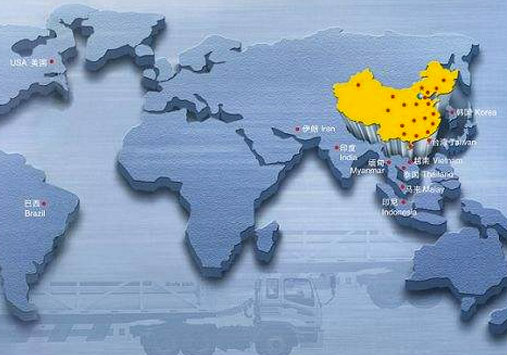 USA 美国
韩国 Korea
伊朗 Iran
台湾 Taiwan
印度
India
缅甸
Myanmar
越南 Vietnam
泰国 Thailand
马来 Malay
巴西
Brazil
印尼
Indonesia